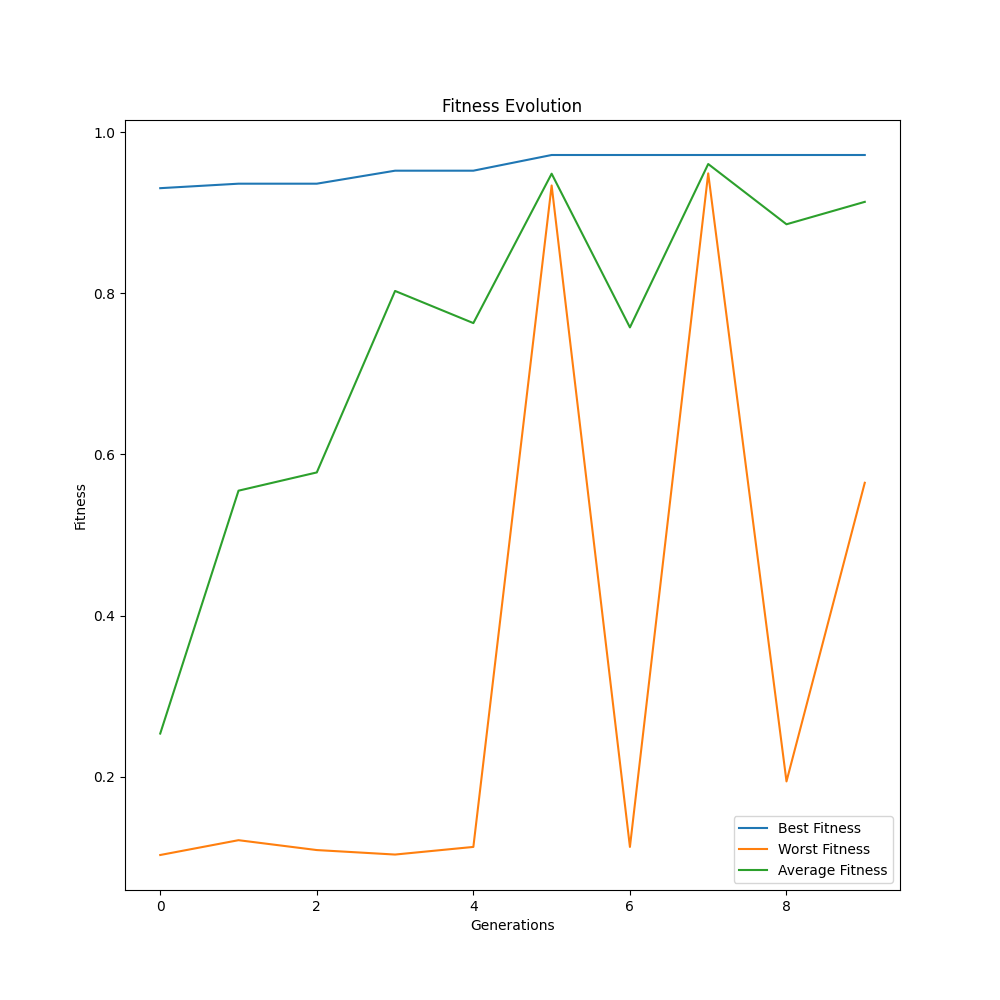 Fitness Evolution
1.0
0.8
0.6
0.4
0.2
Fitness
0 2 4 6 8
Generations
Best Fitness
Worst Fitness
Average Fitness